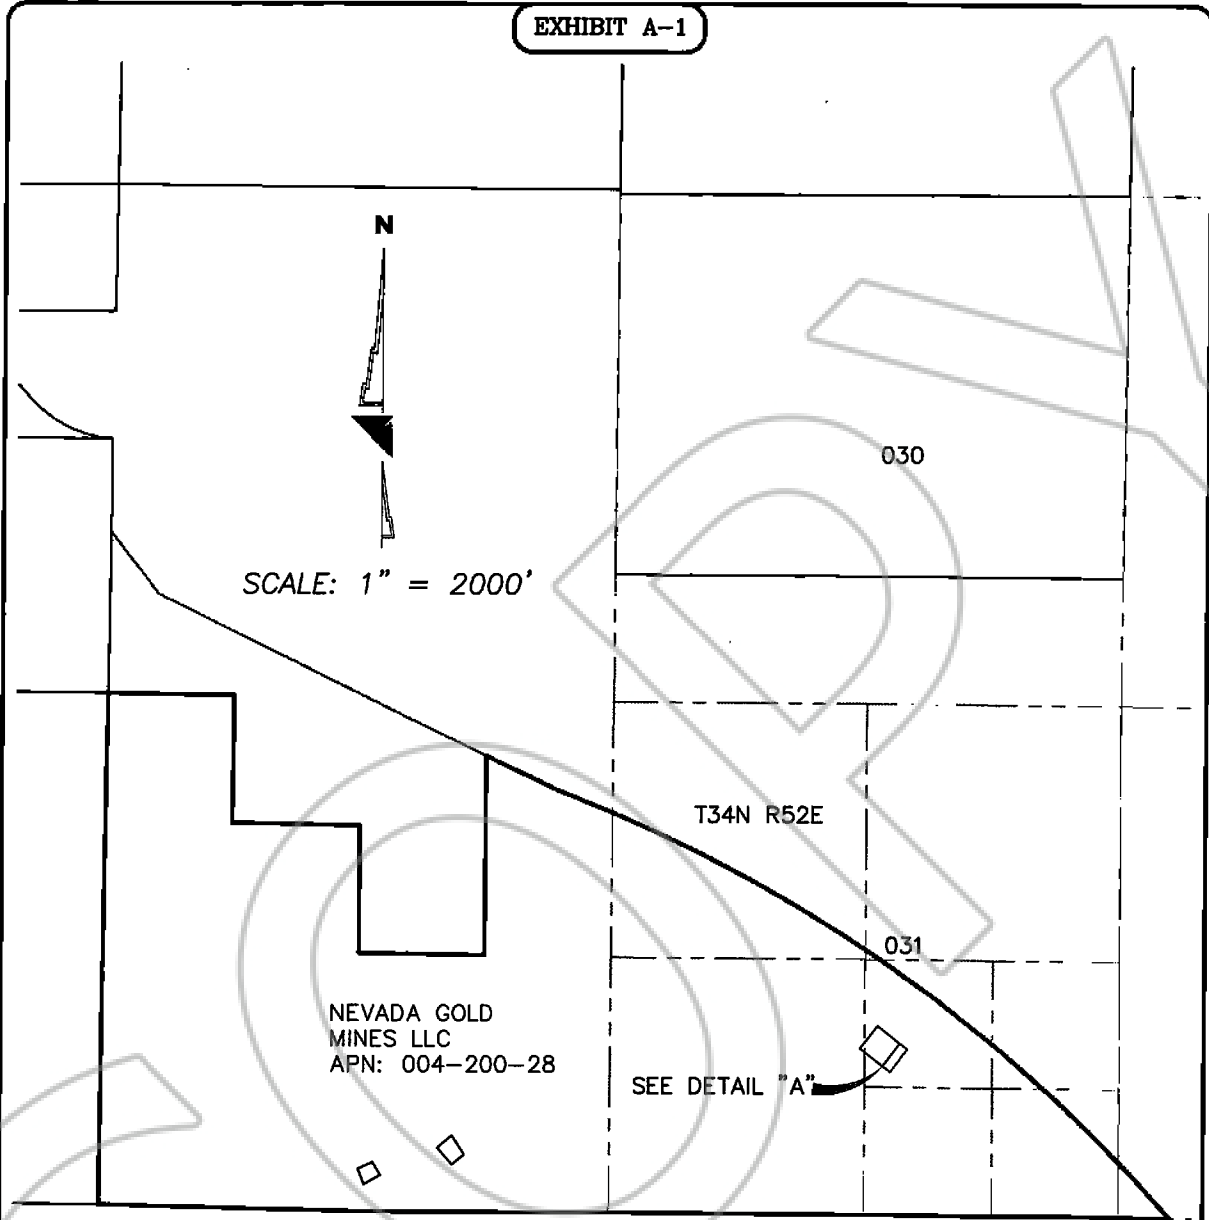 EXHIBIT A-1
N
SCALE: 1" = 2000'
030
T34N R52E
031
NEVADA GOLD
MINES LLC
APN: 004-200-28
SEE DETAIL "A"
COPY